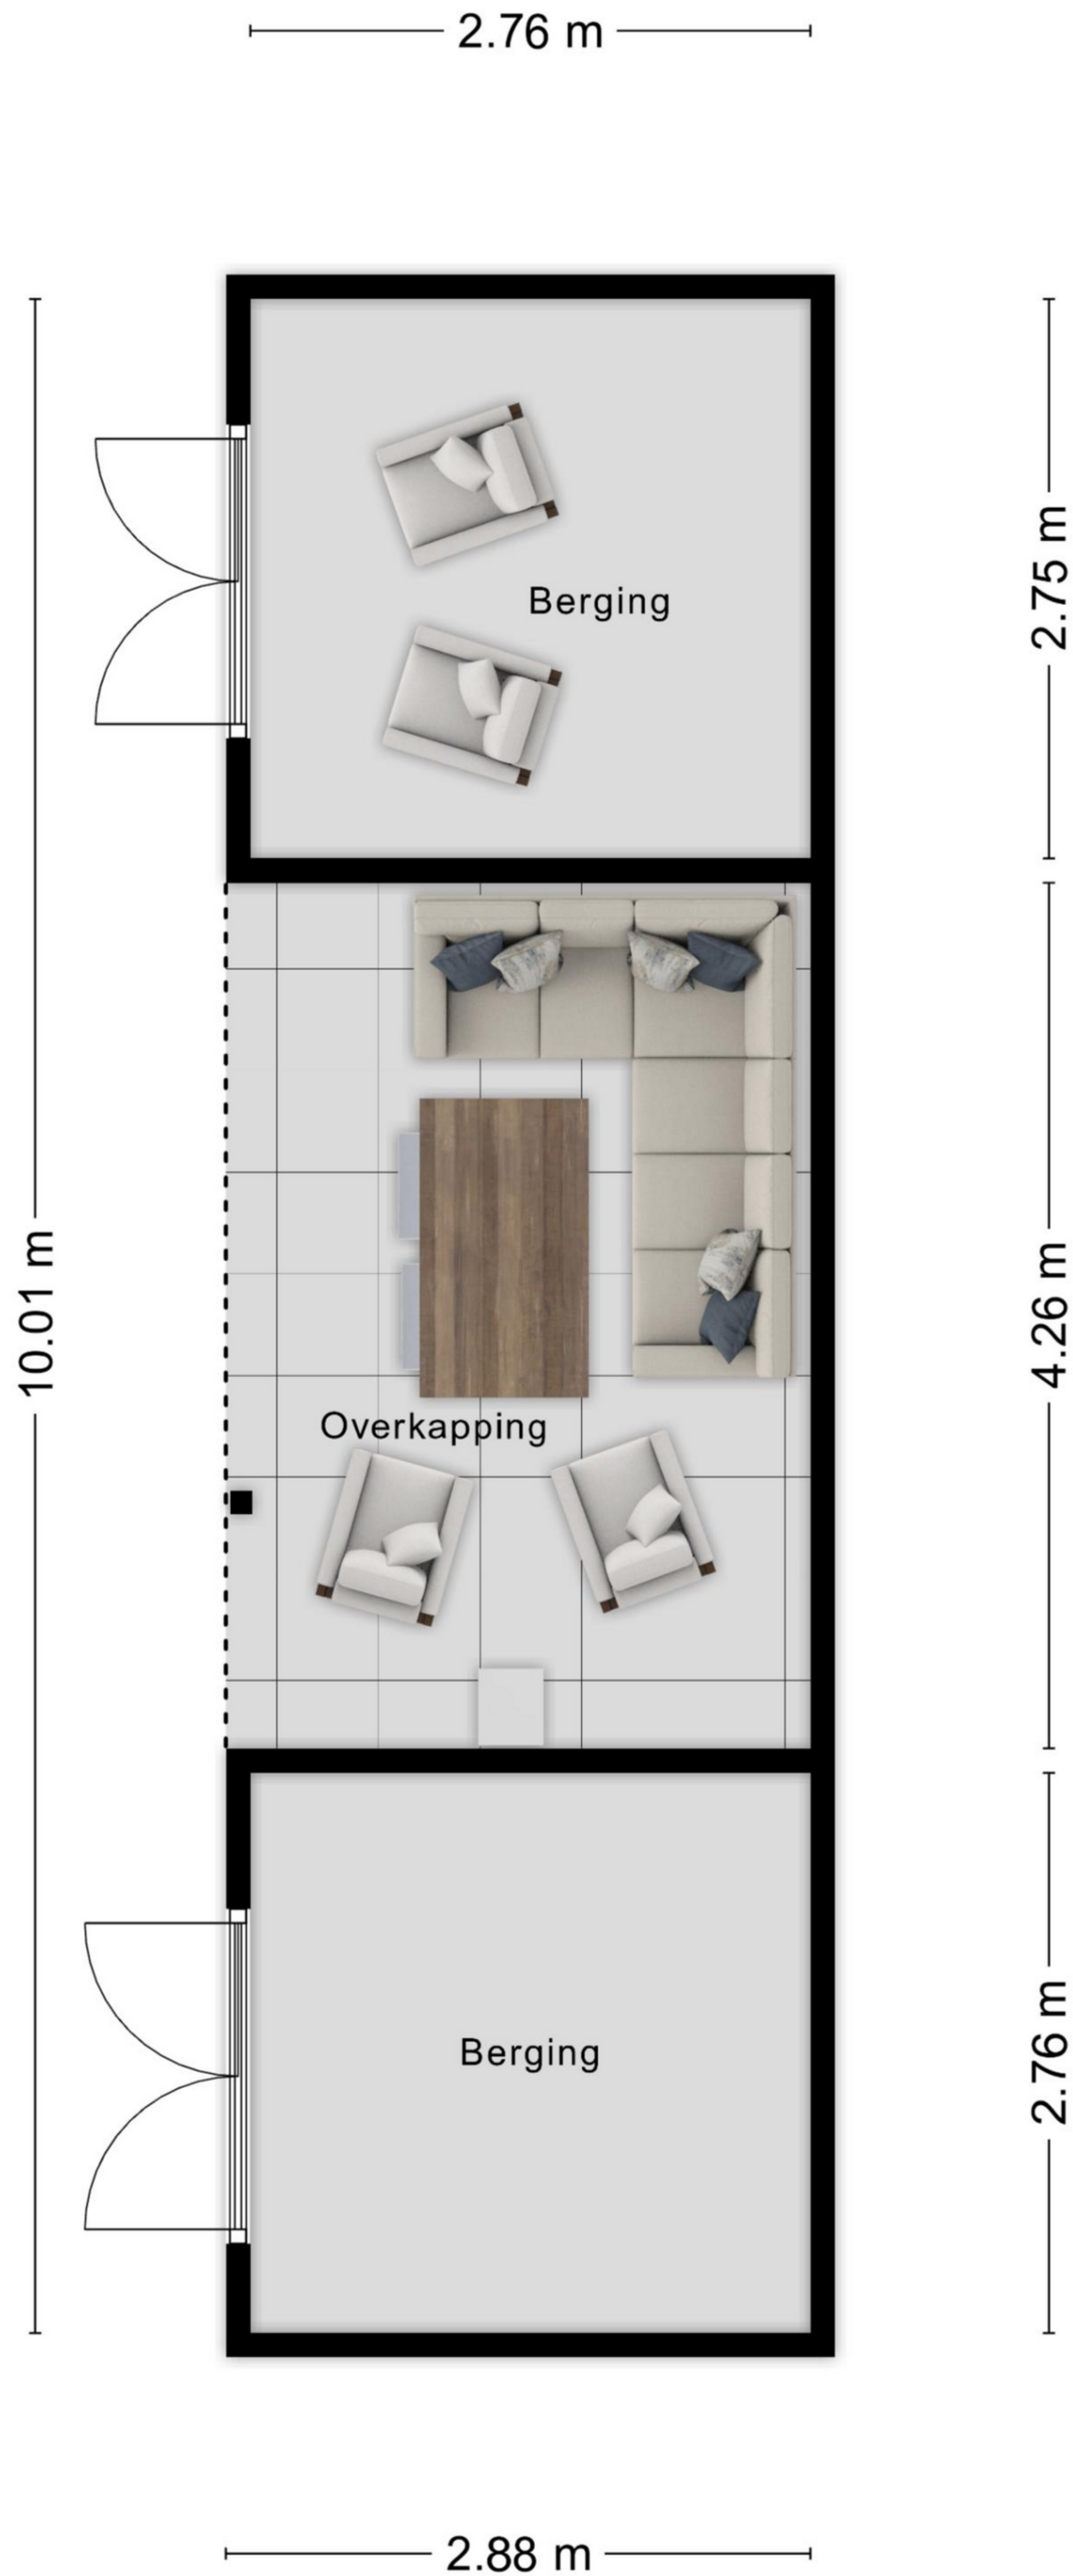 2.76 m
Berging
2.75 m
10.01 m
4.26 m
Overkapping
Berging
2.76 m
2.88 m